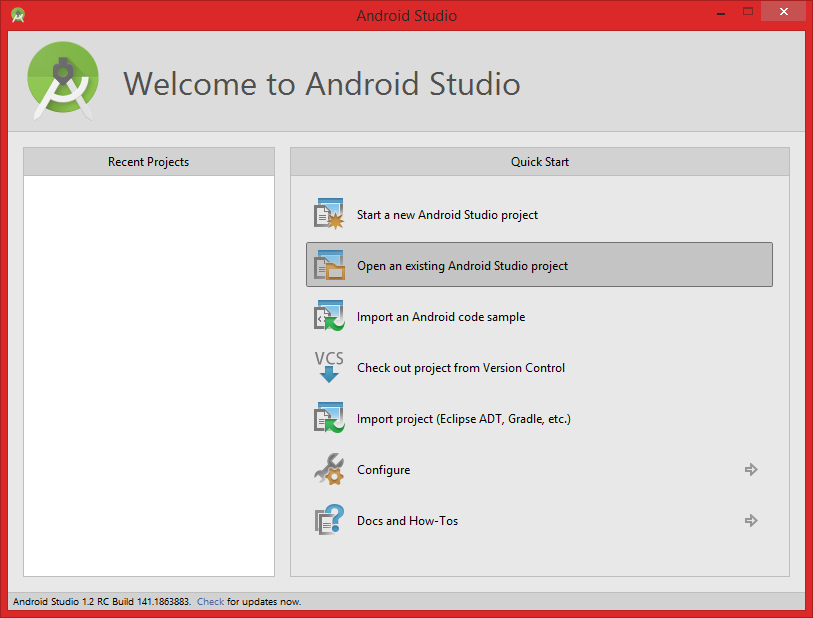 Android Studio
Welcome to Android Studio
Recent Projects
Quick Start
Start a new Android Studio project
Open an existing Android Studio project
Import an Android code sample
VCS
Check out project from Version Control
Import project (Eclipse ADT, Gradle, etc.)
Configure
Docs and How-Tos
Android Studio 1.2 RC Build 141.1863883. Check for updates now.